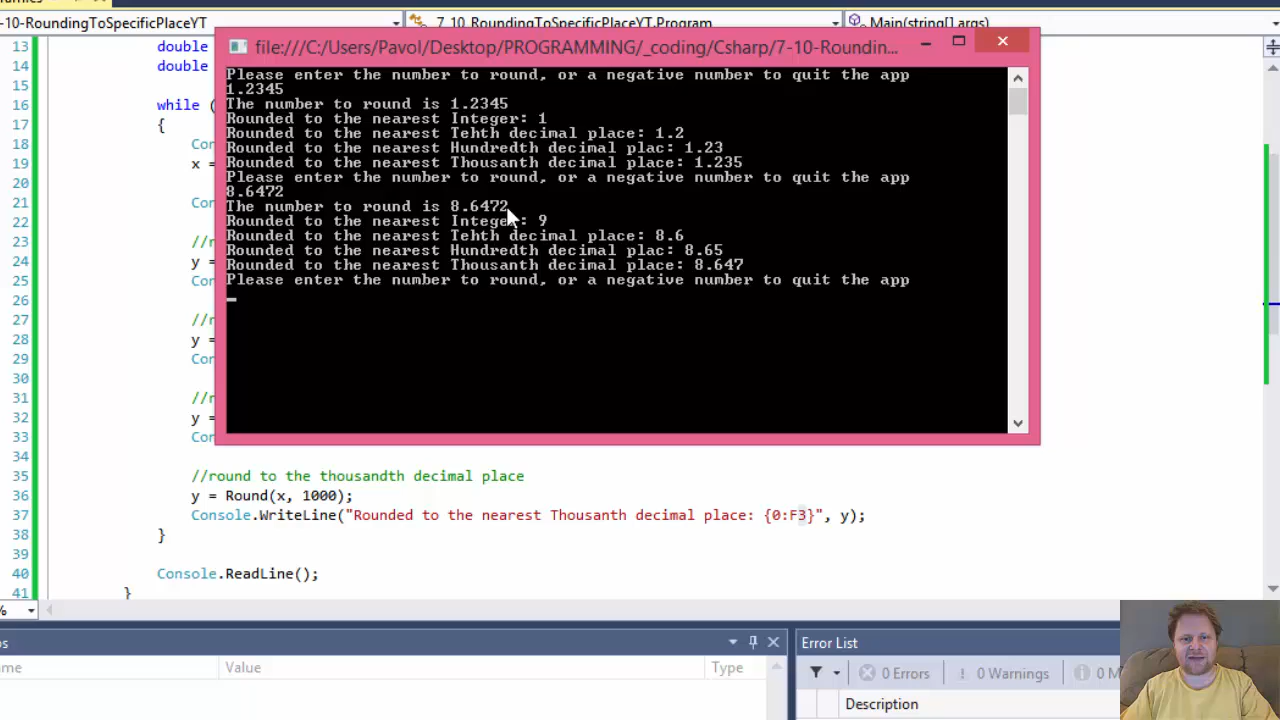 -10-RoundingToSpecificPlaceYT
7_10_RoundingToSpecificPlaceYT.Program
Main(string[] args)
file:///C:/Users/Pavol/Desktop/PROGRAMMING/_coding/Csharp/7-10-Roundin...
Please enter the number to round, or a negative number to quit the app
1.2345
The number to round is 1.2345
Rounded to the nearest Integer: 1
Rounded to the nearest Tehth decimal place: 1.2
Rounded to the nearest Hundredth decimal plac: 1.23
Rounded to the nearest Thousanth decimal place: 1.235
Please enter the number to round, or a negative number to quit the app
8.6472
The number to round is 8.6472
Rounded to the nearest Integer: 9
Rounded to the nearest Tehth decimal place: 8.6
Rounded to the nearest Hundredth decimal plac: 8.65
Rounded to the nearest Thousanth decimal place: 8.647
Please enter the number to round, or a negative number to quit the app
13 double
14 double
15
16 while (
17 {
18 Con
19 x =
20
21 Con
22
23 //r
24 y =
25 Con
26
27 //r
28 y =
29 Con
30
31 //r
32 y =
33 Con
34
35 //round to the thousandth decimal place
36 y = Round(x, 1000);
37 Console.WriteLine("Rounded to the nearest Thousanth decimal place: {0:F3}", y);
38 }
39
40 Console.ReadLine();
41 }
%
Value Type
Error List
0 Errors 0 Warnings 0 M
Description